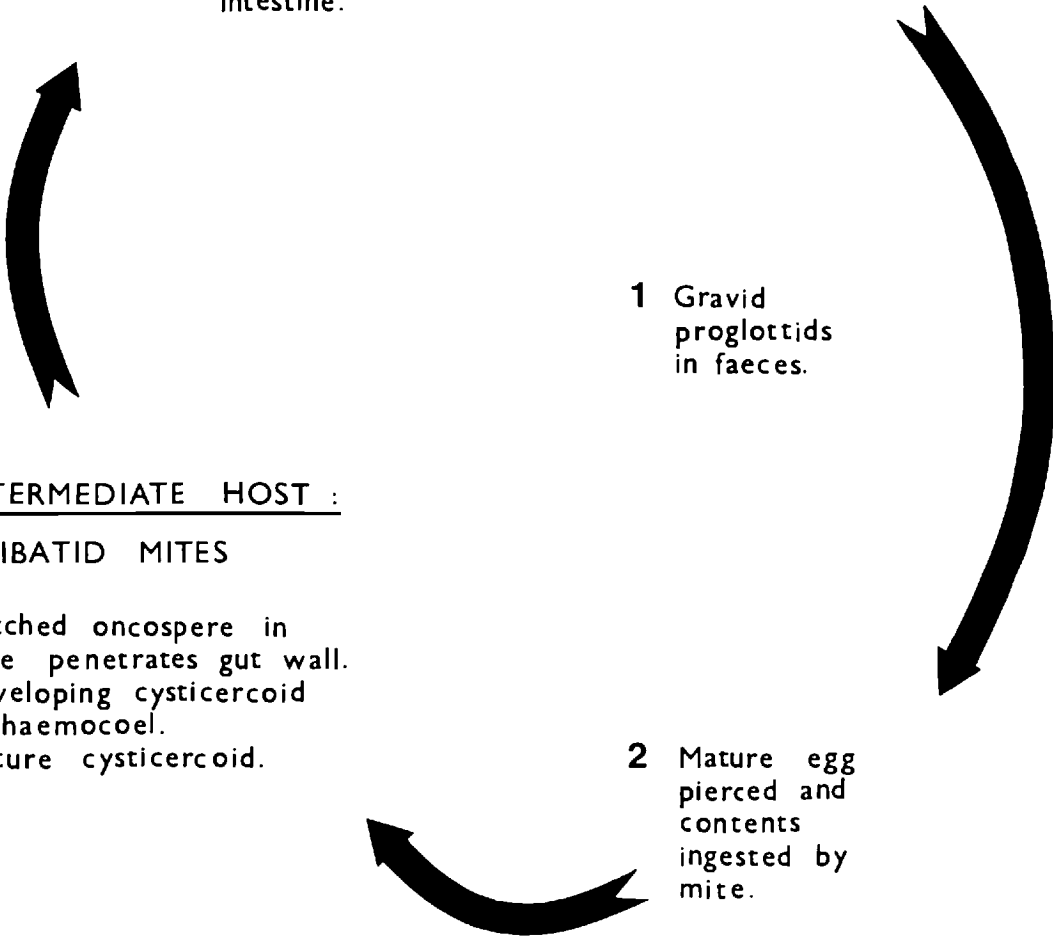 intestine.
1 Gravid
proglottids
in faeces.
TERMEDIATE HOST :
IBATID MITES
tched oncospere in
e penetrates gut wall.
veloping cysticercoid
haemocoel.
ture cysticercoid.
2 Mature egg
pierced and
contents
ingested by
mite.